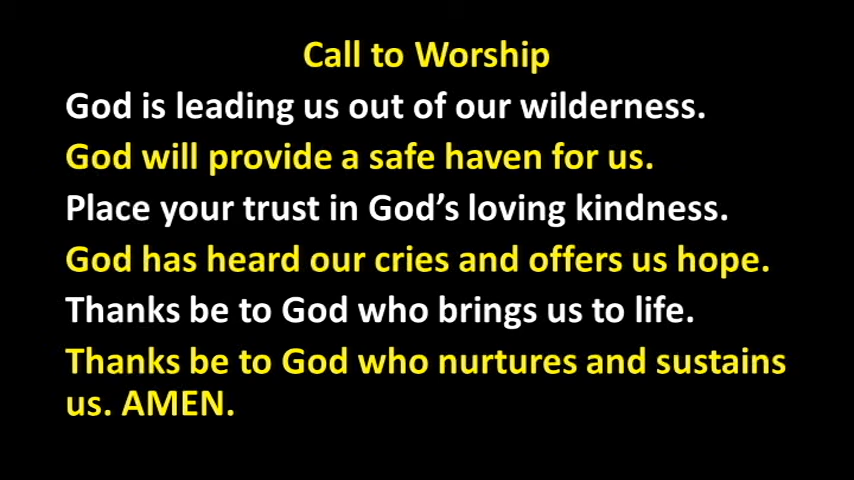 Call to Worship
God is leading us out of our wilderness.
God will provide a safe haven for us.
Place your trust in God’s loving kindness.
God has heard our cries and offers us hope.
Thanks be to God who brings us to life.
Thanks be to God who nurtures and sustains
us. AMEN.